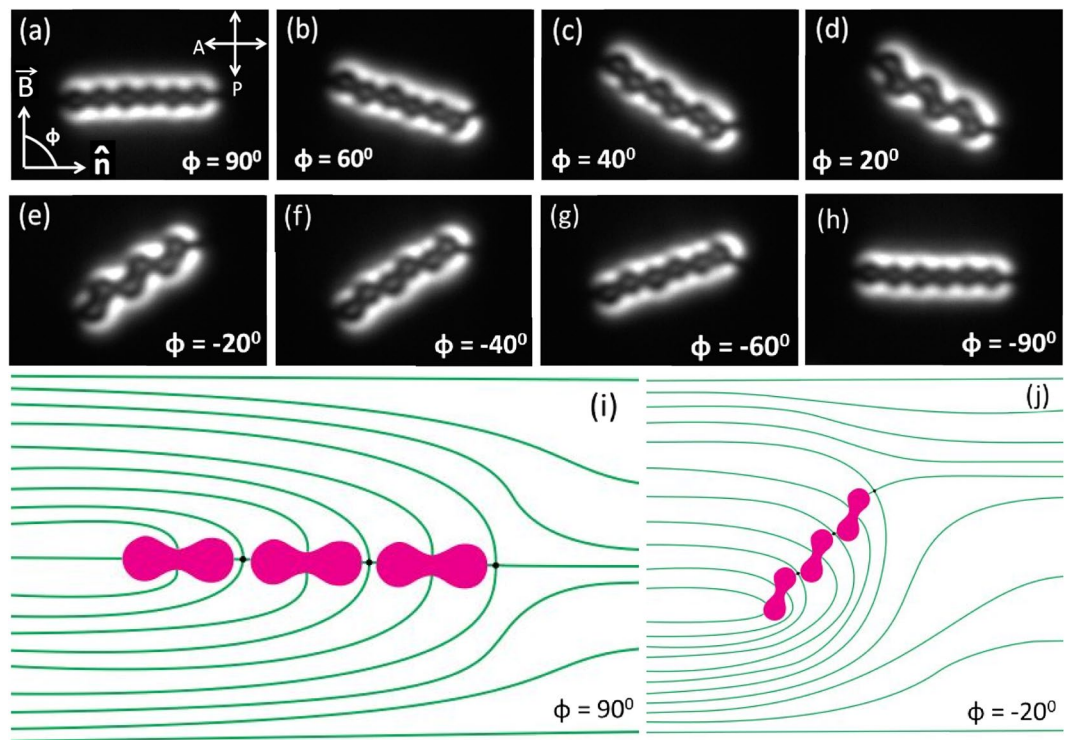 (a)
A
P
B
ϕ
n̂
ϕ = 90⁰
(b)
ϕ = 60⁰
(c)
ϕ = 40⁰
(d)
ϕ = 20⁰
(e)
ϕ = -20⁰
(f)
ϕ = -40⁰
(g)
ϕ = -60⁰
(h)
ϕ = -90⁰
(i)
ϕ = 90⁰
(j)
ϕ = -20⁰